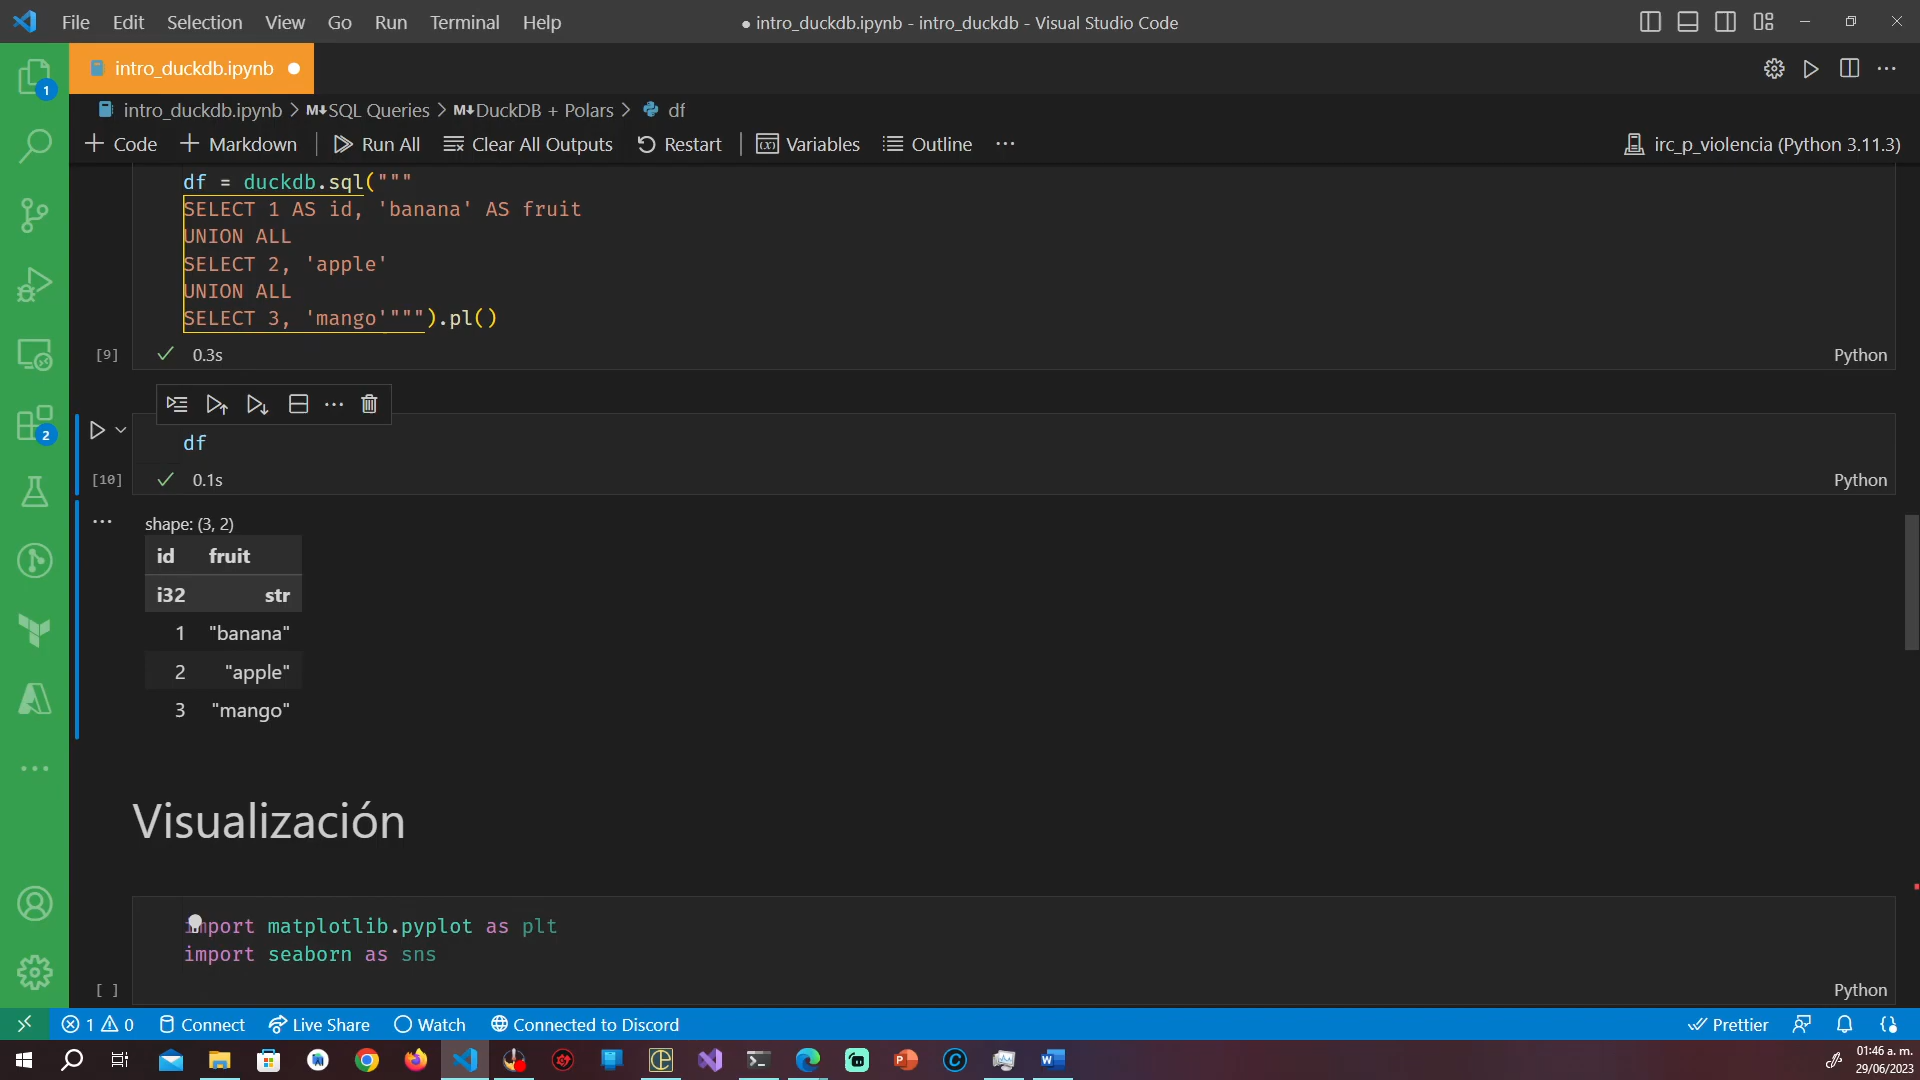 File Edit Selection View Go Run Terminal Help
● intro_duckdb.ipynb - intro_duckdb - Visual Studio Code
intro_duckdb.ipynb
1
intro_duckdb.ipynb > M↓SQL Queries > M↓DuckDB + Polars > df
+ Code + Markdown Run All Clear All Outputs Restart Variables Outline ...
irc_p_violencia (Python 3.11.3)
df = duckdb.sql("""
SELECT 1 AS id, 'banana' AS fruit
UNION ALL
SELECT 2, 'apple'
UNION ALL
SELECT 3, 'mango'""").pl()
[9] 0.3s Python
2
df
[10] 0.1s Python
shape: (3, 2)
id fruit
i32 str
1 "banana"
2 "apple"
3 "mango"
Visualización
import matplotlib.pyplot as plt
import seaborn as sns
[ ] Python
1 0 Connect Live Share Watch Connected to Discord
Prettier
01:46 a. m.
29/06/2023